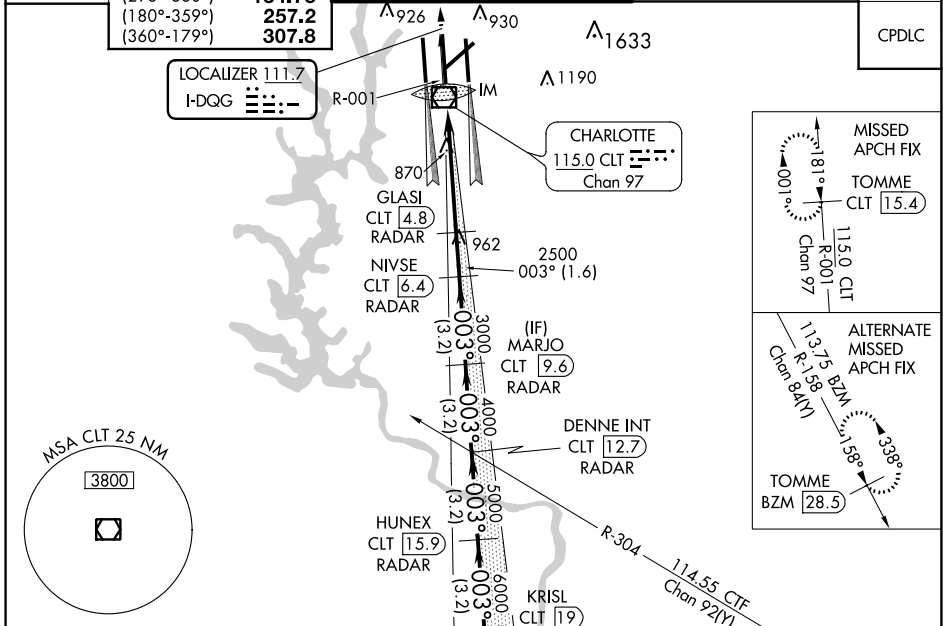 (180°-359°) 257.2
(360°-179°) 307.8
926
930
1633
1190
CPDLC
LOCALIZER 111.7
I-DQG
R-001
IM
CHARLOTTE
115.0 CLT
Chan 97
870
GLASI
CLT 4.8
RADAR
962
2500
003° (1.6)
NIVSE
CLT 6.4
RADAR
003°
3000
(3.2)
(IF)
MARJO
CLT 9.6
RADAR
003°
4000
(3.2)
DENNE INT
CLT 12.7
RADAR
003°
5000
(3.2)
HUNEX
CLT 15.9
RADAR
003°
6000
(3.2)
KRISL
CLT 19
R-304
114.55 CTF
Chan 92(Y)
MSA CLT 25 NM
3800
MISSED
APCH FIX
TOMME
CLT 15.4
181°
001°
115.0 CLT
R-001
Chan 97
ALTERNATE
MISSED
APCH FIX
113.75 BZM
R-158
Chan 84(Y)
158°
338°
TOMME
BZM 28.5